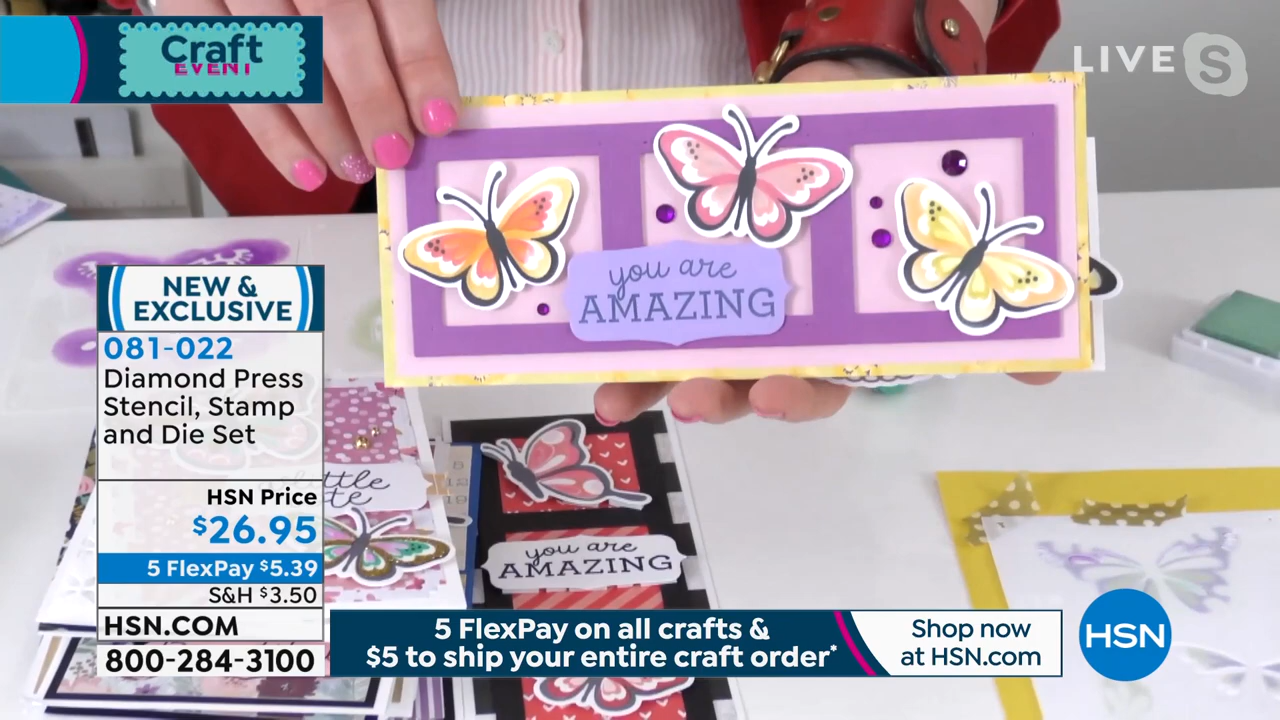 Craft
EVENT
LIVE S
you are
AMAZING
NEW &
EXCLUSIVE
081-022
Diamond Press
Stencil, Stamp
and Die Set
HSN Price
$26.95
5 FlexPay $5.39
S&H $3.50
HSN.COM
800-284-3100
little
you are
AMAZING
5 FlexPay on all crafts &
$5 to ship your entire craft order*
Shop now
at HSN.com
HSN